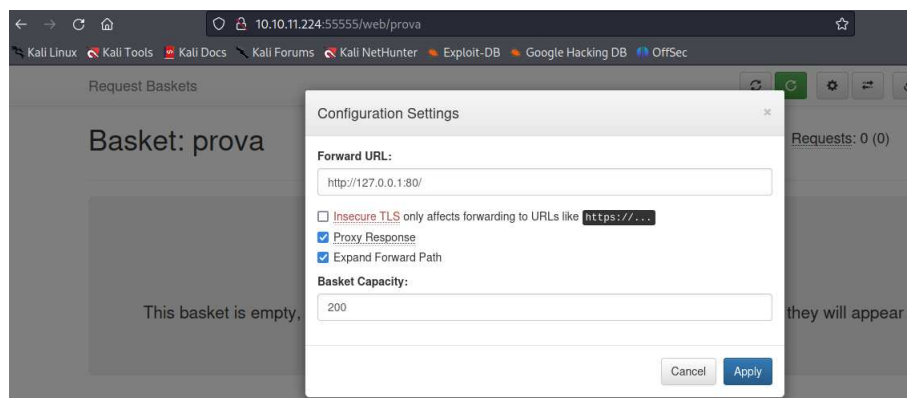 10.10.11.224:55555/web/prova
Kali Linux Kali Tools Kali Docs Kali Forums Kali NetHunter Exploit-DB Google Hacking DB OffSec
Request Baskets
Configuration Settings
×
Basket: prova
Requests: 0 (0)
Forward URL:
http://127.0.0.1:80/
Insecure TLS only affects forwarding to URLs like https://...
Proxy Response
Expand Forward Path
Basket Capacity:
200
This basket is empty,
they will appear
Cancel Apply